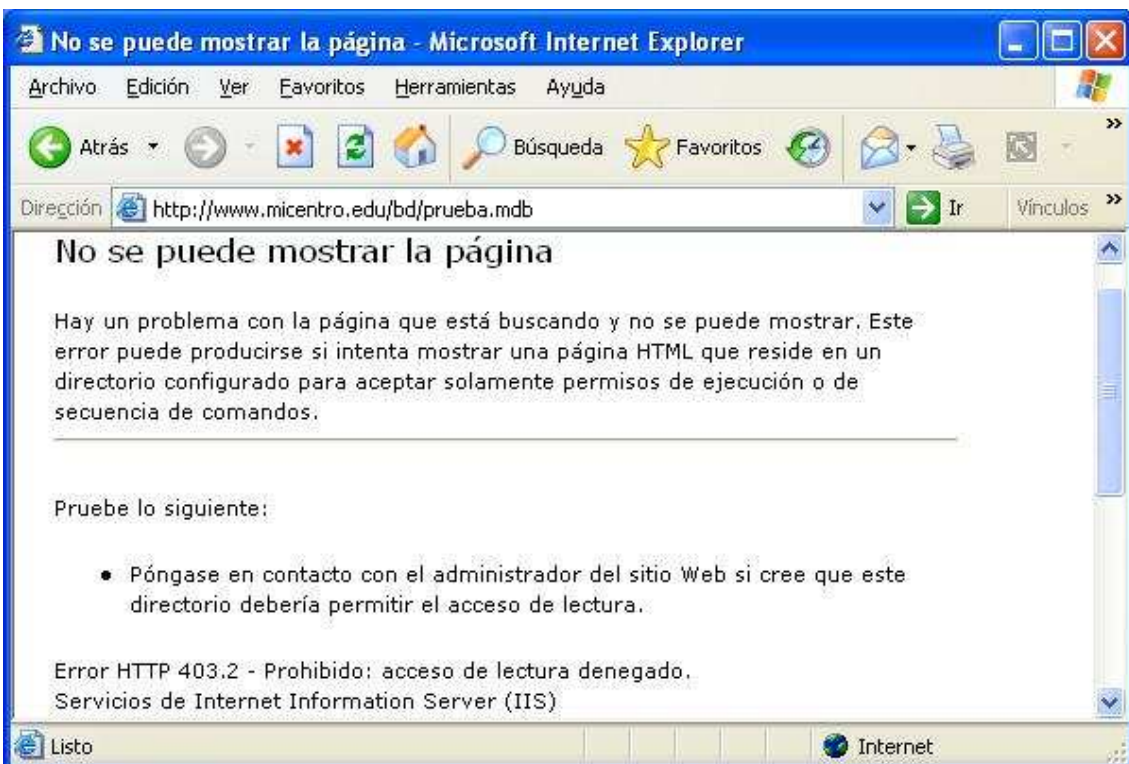 No se puede mostrar la página - Microsoft Internet Explorer
Archivo Edición Ver Favoritos Herramientas Ayuda
Atrás Búsqueda Favoritos »
Dirección http://www.micentro.edu/bd/prueba.mdb Ir Vínculos »
No se puede mostrar la página
Hay un problema con la página que está buscando y no se puede mostrar. Este
error puede producirse si intenta mostrar una página HTML que reside en un
directorio configurado para aceptar solamente permisos de ejecución o de
secuencia de comandos.
Pruebe lo siguiente:
• Póngase en contacto con el administrador del sitio Web si cree que este
directorio debería permitir el acceso de lectura.
Error HTTP 403.2 - Prohibido: acceso de lectura denegado.
Servicios de Internet Information Server (IIS)
Listo Internet